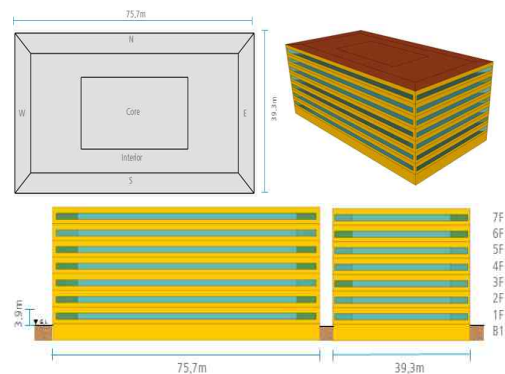 75,7m
N
W
Core
E
39,3m
Interior
S
7F
6F
5F
4F
3F
2F
1F
B1
3,9m
75,7m
39,3m